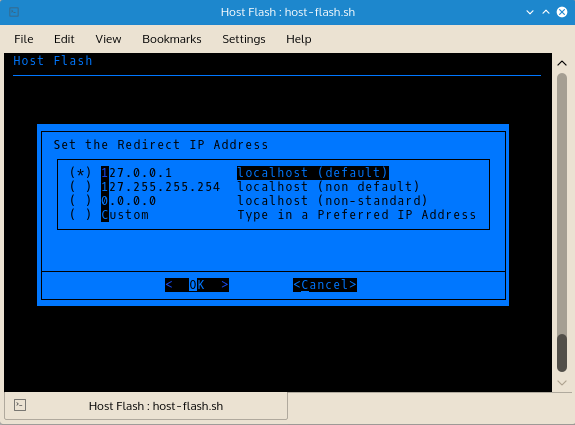 Host Flash : host-flash.sh
File Edit View Bookmarks Settings Help
Host Flash
Set the Redirect IP Address
(*) 127.0.0.1 localhost (default)
( ) 127.255.255.254 localhost (non default)
( ) 0.0.0.0 localhost (non-standard)
( ) Custom Type in a Preferred IP Address
< OK > <Cancel>
Host Flash : host-flash.sh